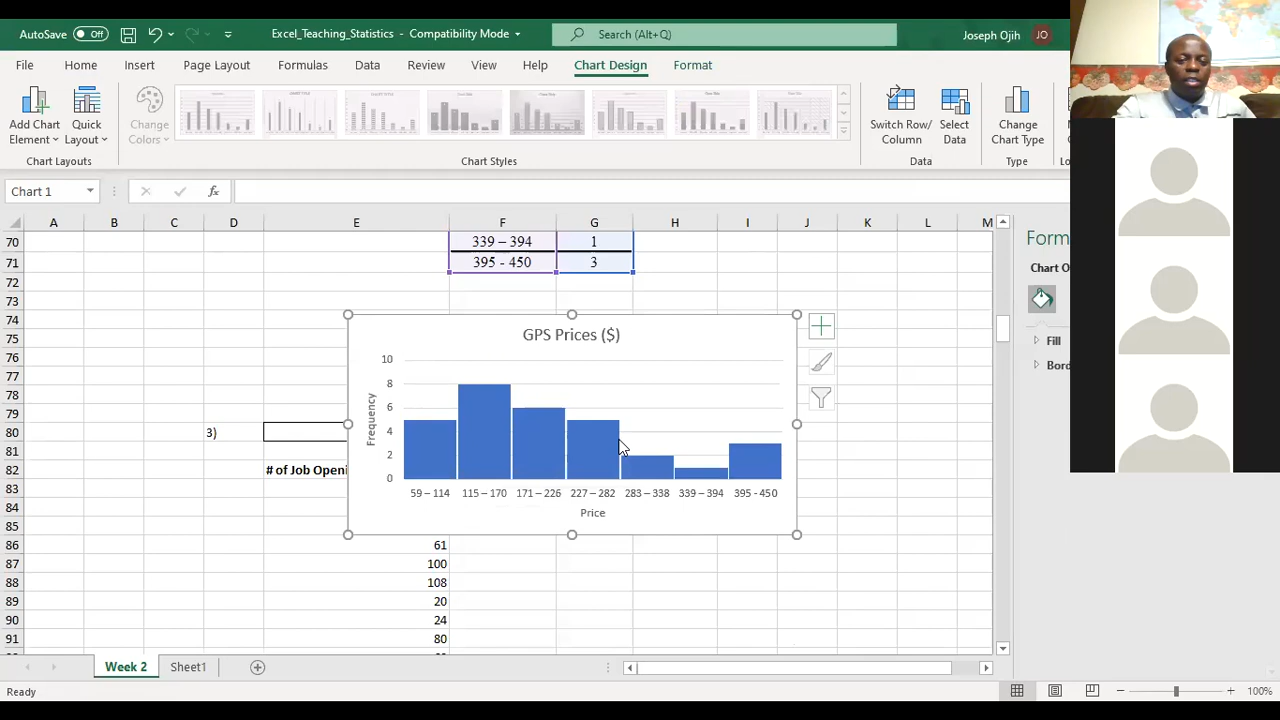 AutoSave Off Excel_Teaching_Statistics - Compatibility Mode Search (Alt+Q) Joseph Ojih JO
File Home Insert Page Layout Formulas Data Review View Help Chart Design Format
Add Chart Element Quick Layout Change Colors Switch Row/ Column Select Data Change Chart Type
Chart Layouts Chart Styles Data Type
Chart 1 fx
A B C D E F G H I J K L M
70 339 – 394 1
71 395 - 450 3
72
73
74
75
76
77
78
79
80 3)
81
82 # of Job Openi
83
84
85
86 61
87 100
88 108
89 20
90 24
91 80
GPS Prices ($)
10
8
6
4
2
0
Frequency
59 – 114 115 – 170 171 – 226 227 – 282 283 – 338 339 – 394 395 - 450
Price
Form
Chart O
Fill
Bord
Week 2 Sheet1
Ready 100%